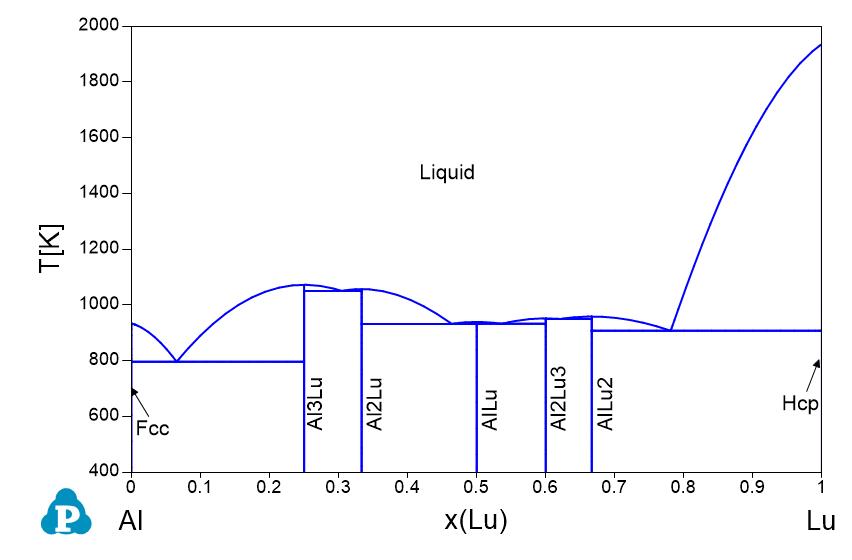 2000
1800
1600
1400
1200
1000
800
600
400
T[K]
Liquid
Al3Lu
Al2Lu
AlLu
Al2Lu3
AlLu2
Fcc
Hcp
0 0.1 0.2 0.3 0.4 0.5 0.6 0.7 0.8 0.9 1
P Al x(Lu) Lu